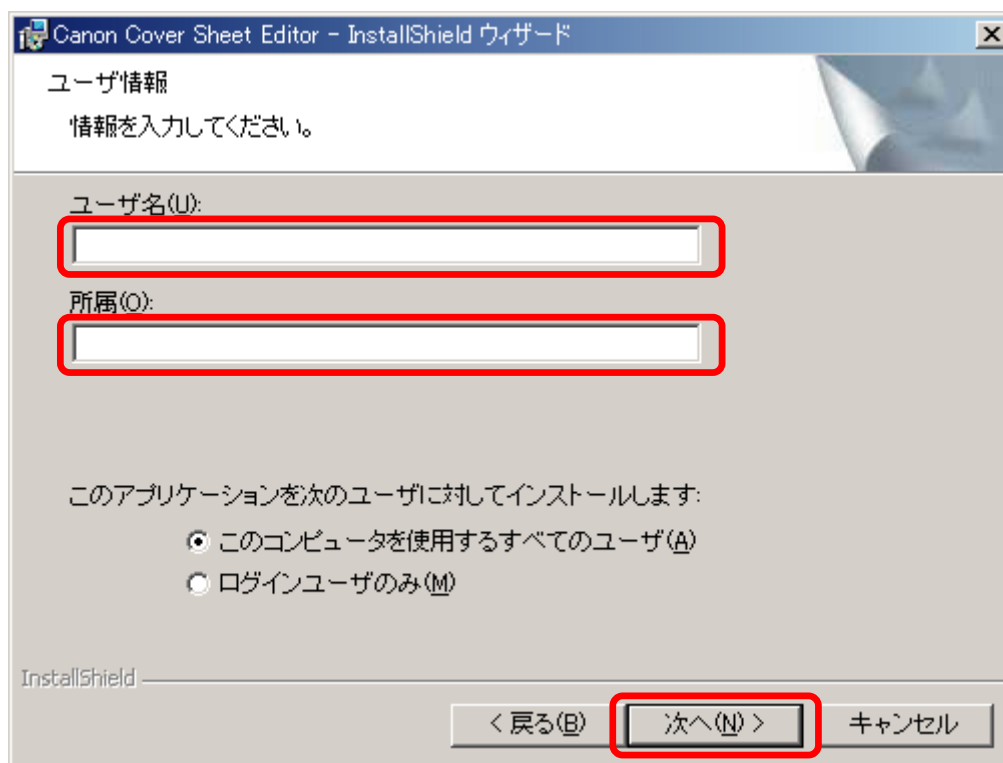 Canon Cover Sheet Editor - InstallShield ウィザード
ユーザ情報
情報を入力してください。
ユーザ名(U):
所属(O):
このアプリケーションを次のユーザに対してインストールします:
このコンピュータを使用するすべてのユーザ(A)
ログインユーザのみ(M)
InstallShield
< 戻る(B)
次へ(N) >
キャンセル